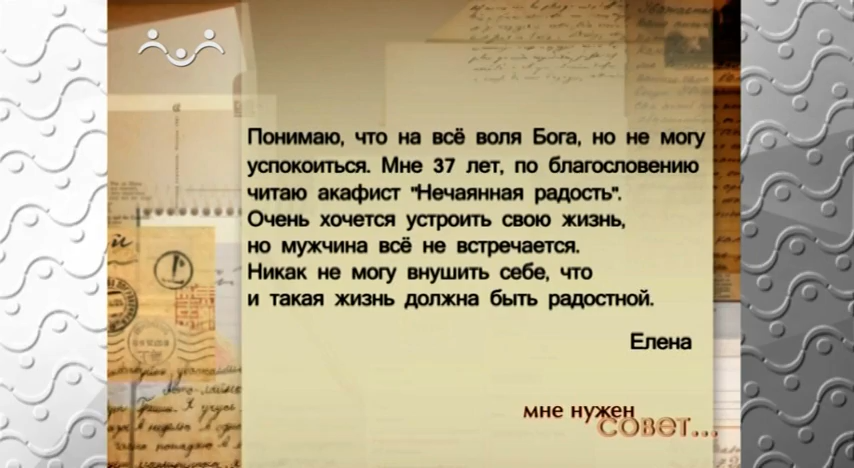 Понимаю, что на всё воля Бога, но не могу
успокоиться. Мне 37 лет, по благословению
читаю акафист "Нечаянная радость".
Очень хочется устроить свою жизнь,
но мужчина всё не встречается.
Никак не могу внушить себе, что
и такая жизнь должна быть радостной.
Елена
мне нужен
совет...